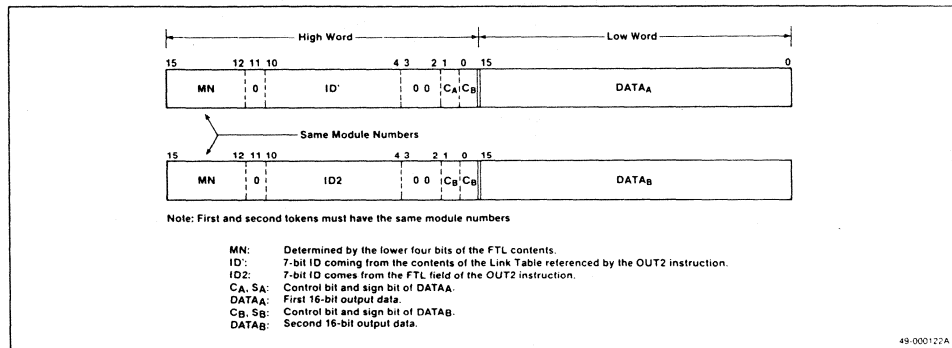 High Word
Low Word
15 12 11 10 4 3 2 1 0 15 0
MN 0 ID' 0 0 CA CB DATAA
Same Module Numbers
15 12 11 10 4 3 2 1 0 15
MN 0 ID2 0 0 CB CB DATAB
Note: First and second tokens must have the same module numbers
MN: Determined by the lower four bits of the FTL contents.
ID': 7-bit ID coming from the contents of the Link Table referenced by the OUT2 instruction.
ID2: 7-bit ID comes from the FTL field of the OUT2 instruction.
CA, SA: Control bit and sign bit of DATAA.
DATAA: First 16-bit output data.
CB, SB: Control bit and sign bit of DATAB.
DATAB: Second 16-bit output data.
49-000122A